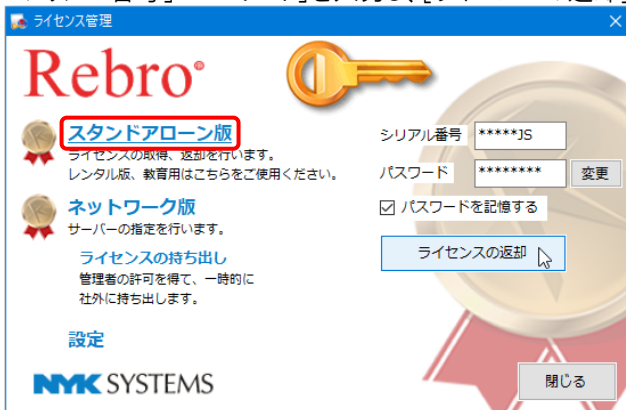 ライセンス管理
Rebro
スタンドアローン版
ライセンスの取得、返却を行います。
レンタル版、教育用はこちらをご使用ください。
ネットワーク版
サーバーの指定を行います。
ライセンスの持ち出し
管理者の許可を得て、一時的に
社外に持ち出します。
設定
NYK SYSTEMS
シリアル番号 *****JS
パスワード ******** 変更
パスワードを記憶する
ライセンスの返却
閉じる